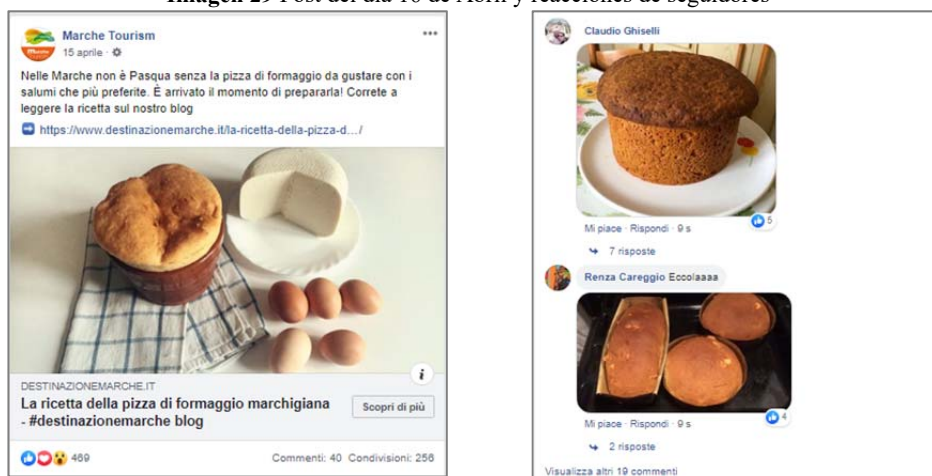 Imagen 29 Post del día 16 de Abril y reacciones de seguidores
Marche Tourism
15 aprile ·
Nelle Marche non è Pasqua senza la pizza di formaggio da gustare con i
salumi che più preferite. È arrivato il momento di prepararla! Correte a
leggere la ricetta sul nostro blog
https://www.destinazionemarche.it/la-ricetta-della-pizza-d…/
DESTINAZIONEMARCHE.IT
La ricetta della pizza di formaggio marchigiana
- #destinazionemarche blog
Scopri di più
469
Commenti: 40 Condivisioni: 256
Claudio Ghiselli
5
Mi piace · Rispondi · 9 s
7 risposte
Renza Careggio Eccolaaaa
4
Mi piace · Rispondi · 9 s
2 risposte
Visualizza altri 19 commenti